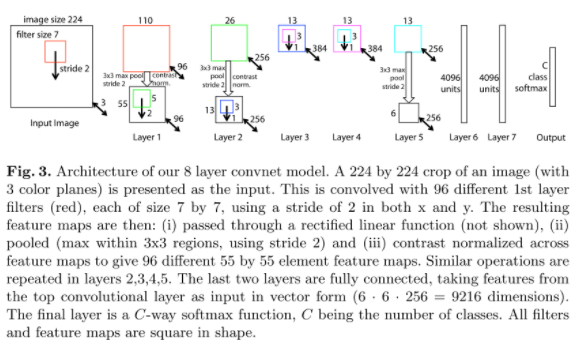 image size 224
filter size 7
stride 2
3
Input Image
110
96
3x3 max pool stride 2
contrast norm.
55
5
2
96
Layer 1
26
256
3x3 max pool stride 2
contrast norm.
13
3
1
256
Layer 2
13
3
1
384
Layer 3
13
3
1
384
Layer 4
13
256
3x3 max pool stride 2
6
256
Layer 5
4096 units
Layer 6
4096 units
Layer 7
C class softmax
Output
Fig. 3. Architecture of our 8 layer convnet model. A 224 by 224 crop of an image (with
3 color planes) is presented as the input. This is convolved with 96 different 1st layer
filters (red), each of size 7 by 7, using a stride of 2 in both x and y. The resulting
feature maps are then: (i) passed through a rectified linear function (not shown), (ii)
pooled (max within 3x3 regions, using stride 2) and (iii) contrast normalized across
feature maps to give 96 different 55 by 55 element feature maps. Similar operations are
repeated in layers 2,3,4,5. The last two layers are fully connected, taking features from
the top convolutional layer as input in vector form (6 · 6 · 256 = 9216 dimensions).
The final layer is a C-way softmax function, C being the number of classes. All filters
and feature maps are square in shape.